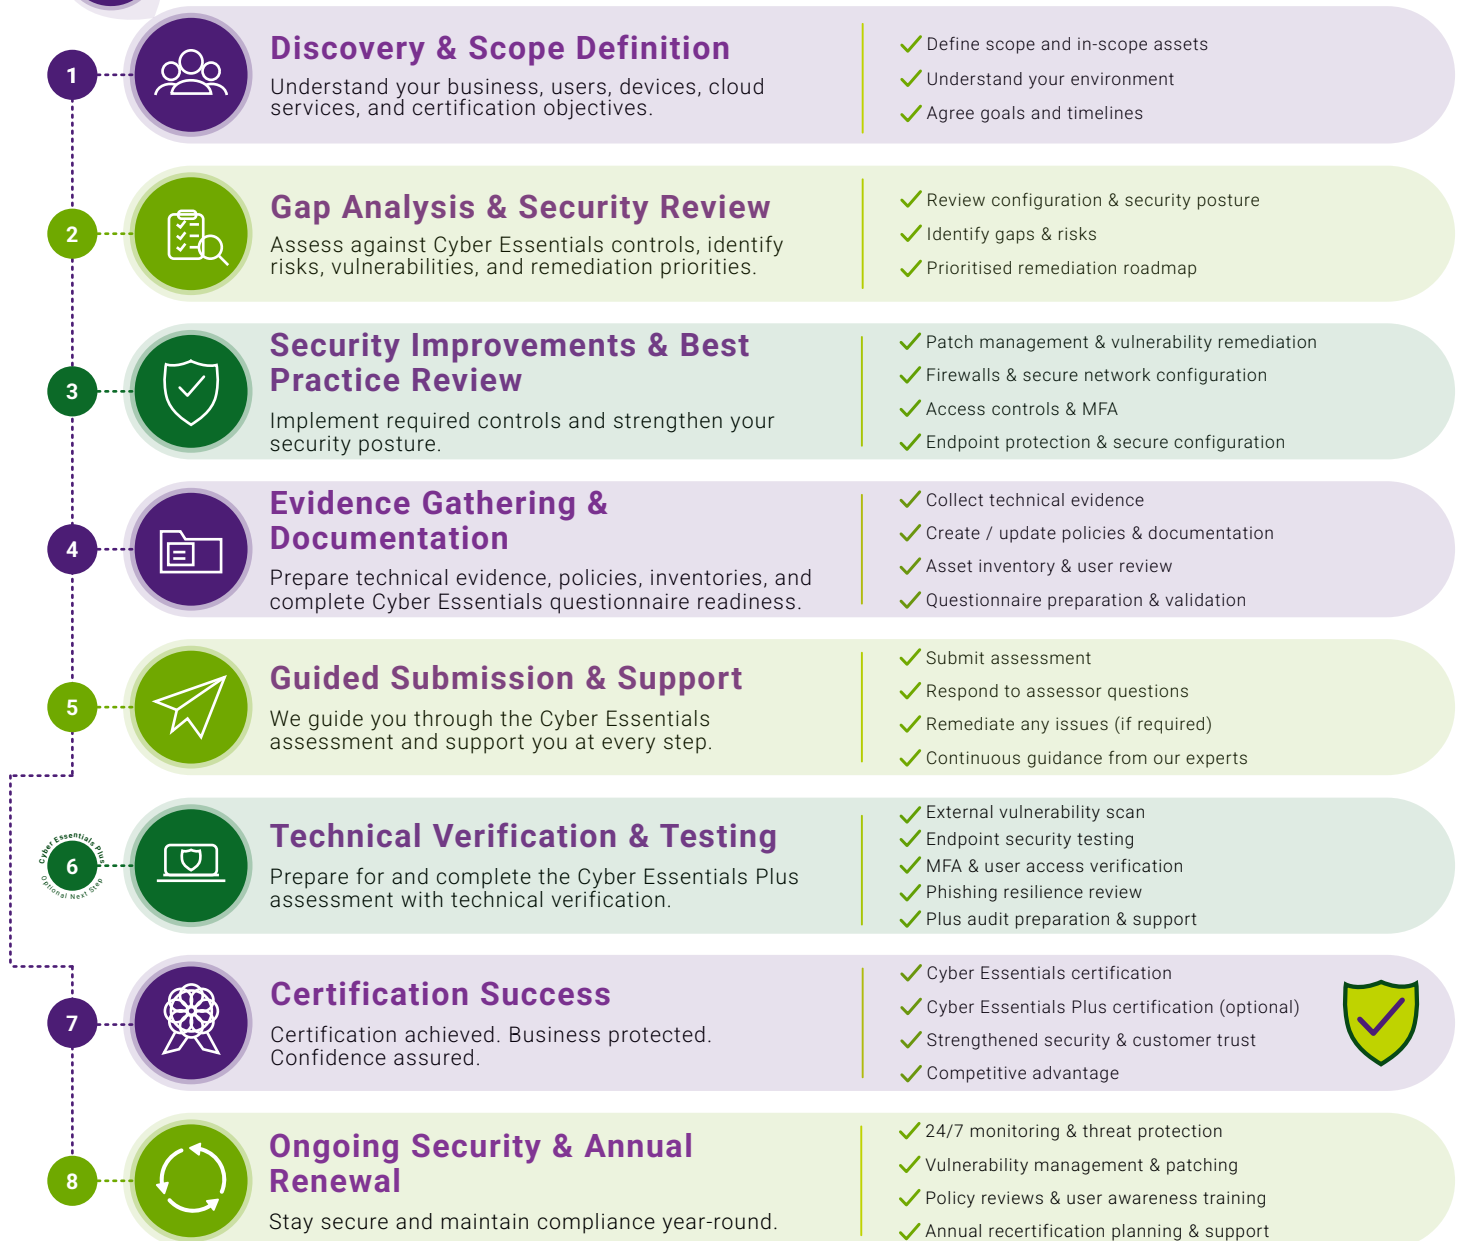 1
Discovery & Scope Definition
Understand your business, users, devices, cloud
services, and certification objectives.
Define scope and in-scope assets
Understand your environment
Agree goals and timelines
2
Gap Analysis & Security Review
Assess against Cyber Essentials controls, identify
risks, vulnerabilities, and remediation priorities.
Review configuration & security posture
Identify gaps & risks
Prioritised remediation roadmap
3
Security Improvements & Best
Practice Review
Implement required controls and strengthen your
security posture.
Patch management & vulnerability remediation
Firewalls & secure network configuration
Access controls & MFA
Endpoint protection & secure configuration
4
Evidence Gathering &
Documentation
Prepare technical evidence, policies, inventories, and
complete Cyber Essentials questionnaire readiness.
Collect technical evidence
Create / update policies & documentation
Asset inventory & user review
Questionnaire preparation & validation
5
Guided Submission & Support
We guide you through the Cyber Essentials
assessment and support you at every step.
Submit assessment
Respond to assessor questions
Remediate any issues (if required)
Continuous guidance from our experts
Cyber Essentials Plus
6
Optional Next Step
Technical Verification & Testing
Prepare for and complete the Cyber Essentials Plus
assessment with technical verification.
External vulnerability scan
Endpoint security testing
MFA & user access verification
Phishing resilience review
Plus audit preparation & support
7
Certification Success
Certification achieved. Business protected.
Confidence assured.
Cyber Essentials certification
Cyber Essentials Plus certification (optional)
Strengthened security & customer trust
Competitive advantage
8
Ongoing Security & Annual
Renewal
Stay secure and maintain compliance year-round.
24/7 monitoring & threat protection
Vulnerability management & patching
Policy reviews & user awareness training
Annual recertification planning & support